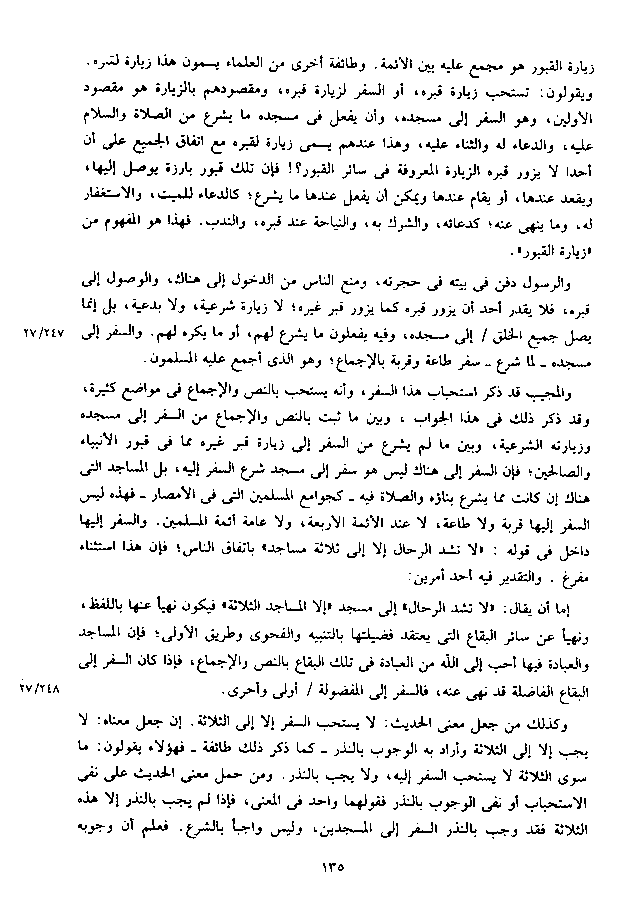 زيارة القبور هو مجمع عليه بين الأئمة. وطائفة أخرى من العلماء يسمون هذا زيارة لقبره.
ويقولون: تستحب زيارة قبره، أو السفر لزيارة قبره، ومقصودهم بالزيارة هو مقصود
الأولين، وهو السفر إلى مسجده، وأن يفعل فى مسجده ما يشرع من الصلاة والسلام
عليه، والدعاء له والثناء عليه، وهذا عندهم يسمى زيارة لقبره مع اتفاق الجميع على أن
أحدا لا يزور قبره الزيارة المعروفة فى سائر القبور؟! فإن تلك قبور بارزة يوصل إليها،
ويقعد عندها، أو يقام عندها ويمكن أن يفعل عندها ما يشرع؛ كالدعاء للميت، والاستغفار
له، وما ينهى عنه؛ كدعائه، والشرك به، والنياحة عند قبره، والندب. فهذا هو المفهوم من
«زيارة القبور».
والرسول دفن فى بيته فى حجرته، ومنع الناس من الدخول إلى هناك، والوصول إلى
قبره، فلا يقدر أحد أن يزور قبره كما يزور قبر غيره؛ لا زيارة شرعية، ولا بدعية، بل إنما
يصل جميع الخلق / إلى مسجده، وفيه يفعلون ما يشرع لهم، أو ما يكره لهم. والسفر إلى ٢٧/٢٤٧
مسجده ـ لما شرع ـ سفر طاعة وقربة بالإجماع؛ وهو الذى أجمع عليه المسلمون.
والمجيب قد ذكر استحباب هذا السفر، وأنه يستحب بالنص والإجماع فى مواضع كثيرة،
وقد ذكر ذلك فى هذا الجواب ، وبين ما ثبت بالنص والإجماع من السفر إلى مسجده
وزيارته الشرعية، وبين ما لم يشرع من السفر إلى زيارة قبر غيره مما فى قبور الأنبياء
والصالحين؛ فإن السفر إلى هناك ليس هو سفر إلى مسجد شرع السفر إليه، بل المساجد التى
هناك إن كانت مما يشرع بناؤه والصلاة فيه ـ كجوامع المسلمين التى فى الأمصار ـ فهذه ليس
السفر إليها قربة ولا طاعة، لا عند الأئمة الأربعة، ولا عامة أئمة المسلمين. والسفر إليها
داخل فى قوله : «لا تشد الرحال إلا إلى ثلاثة مساجد» باتفاق الناس؛ فإن هذا استثناء
مفرغ . والتقدير فيه أحد أمرين:
إما أن يقال: «لا تشد الرحال» إلى مسجد «إلا المساجد الثلاثة» فيكون نهياً عنها باللفظ،
ونهياً عن سائر البقاع التى يعتقد فضيلتها بالتنبيه والفحوى وطريق الأولى؛ فإن المساجد
والعبادة فيها أحب إلى الله من العبادة فى تلك البقاع بالنص والإجماع، فإذا كان السفر إلى
البقاع الفاضلة قد نهى عنه، فالسفر إلى المفضولة / أولى وأحرى. ٢٧/٢٤٨
وكذلك من جعل معنى الحديث: لا يستحب السفر إلا إلى الثلاثة. إن جعل معناه: لا
يجب إلا إلى الثلاثة وأراد به الوجوب بالنذر ـ كما ذكر ذلك طائفة ـ فهؤلاء يقولون: ما
سوى الثلاثة لا يستحب السفر إليه، ولا يجب بالنذر. ومن حمل معنى الحديث على نفى
الاستحباب أو نفى الوجوب بالنذر فقولهما واحد فى المعنى، فإذا لم يجب بالنذر إلا هذه
الثلاثة فقد وجب بالنذر السفر إلى المسجدين، وليس واجباً بالشرع. فعلم أن وجوبه
١٣٥